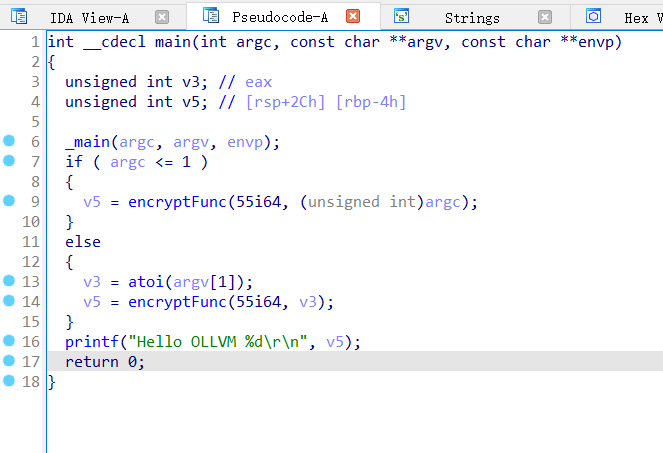 IDA View-A Pseudocode-A 's' Strings Hex V
1 int __cdecl main(int argc, const char **argv, const char **envp)
2 {
3 unsigned int v3; // eax
4 unsigned int v5; // [rsp+2Ch] [rbp-4h]
5
6 _main(argc, argv, envp);
7 if ( argc <= 1 )
8 {
9 v5 = encryptFunc(55i64, (unsigned int)argc);
10 }
11 else
12 {
13 v3 = atoi(argv[1]);
14 v5 = encryptFunc(55i64, v3);
15 }
16 printf("Hello OLLVM %d\r\n", v5);
17 return 0;
18 }